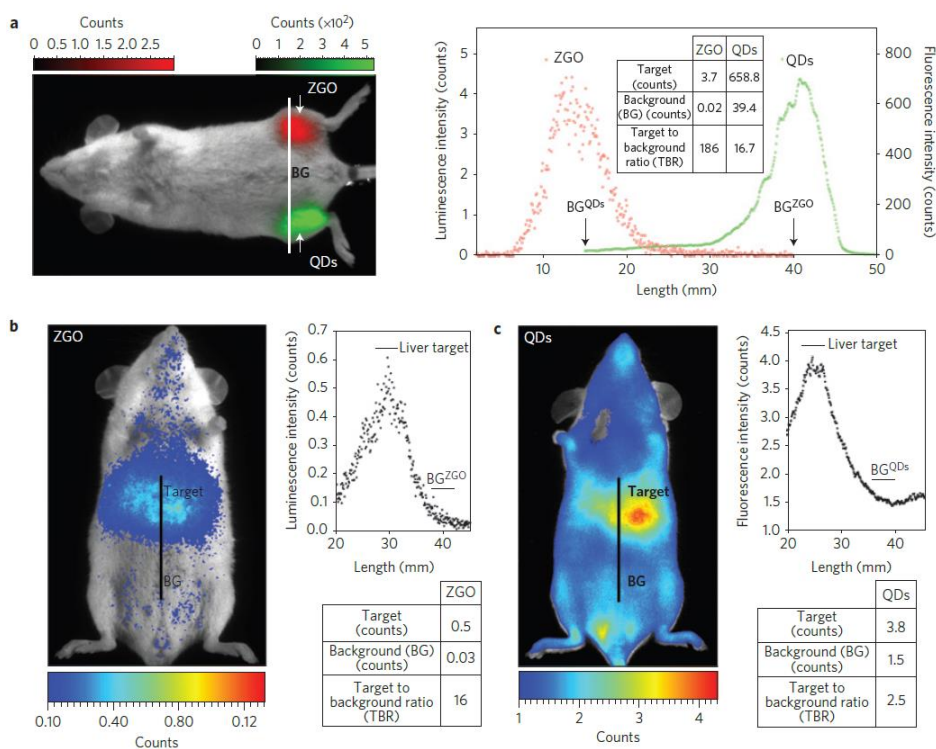 a
Counts
0 0.5 1.0 2.0 2.5
Counts (×10²)
0 1 2 3 4 5
ZGO
BG
QDs
Luminescence intensity (counts)
5
4
3
2
1
0
ZGO
QDs
BG^QDs
BG^ZGO
ZGO QDs
Target (counts) 3.7 658.8
Background (BG) (counts) 0.02 39.4
Target to background ratio (TBR) 186 16.7
Fluorescence intensity (counts)
800
600
400
200
0
10 20 30 40 50
Length (mm)
b
ZGO
Target
BG
0.10 0.40 0.80 0.12
Counts
Luminescence intensity (counts)
0.7
0.6
0.5
0.4
0.3
0.2
0.1
0.0
Liver target
BG^ZGO
20 30 40
Length (mm)
ZGO
Target (counts) 0.5
Background (BG) (counts) 0.03
Target to background ratio (TBR) 16
c
QDs
Target
BG
1 2 3 4
Counts
Fluorescence intensity (counts)
4.5
4.0
3.5
3.0
2.5
2.0
1.5
1.0
Liver target
BG^QDs
20 30 40
Length (mm)
QDs
Target (counts) 3.8
Background (BG) (counts) 1.5
Target to background ratio (TBR) 2.5